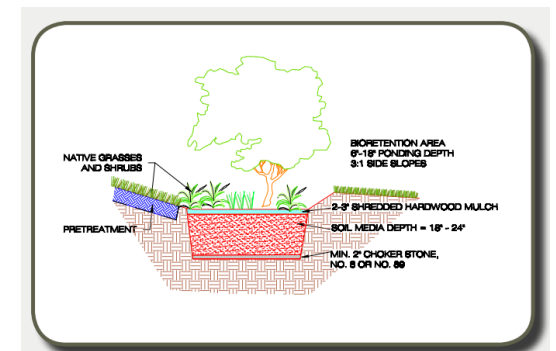 BIORETENTION AREA
6"-18" PONDING DEPTH
3:1 SIDE SLOPES
NATIVE GRASSES
AND SHRUBS
PRETREATMENT
2-3" SHREDDED HARDWOOD MULCH
SOIL MEDIA DEPTH = 18" - 24"
MIN. 2" CHOKER STONE,
NO. 8 OR NO. 89